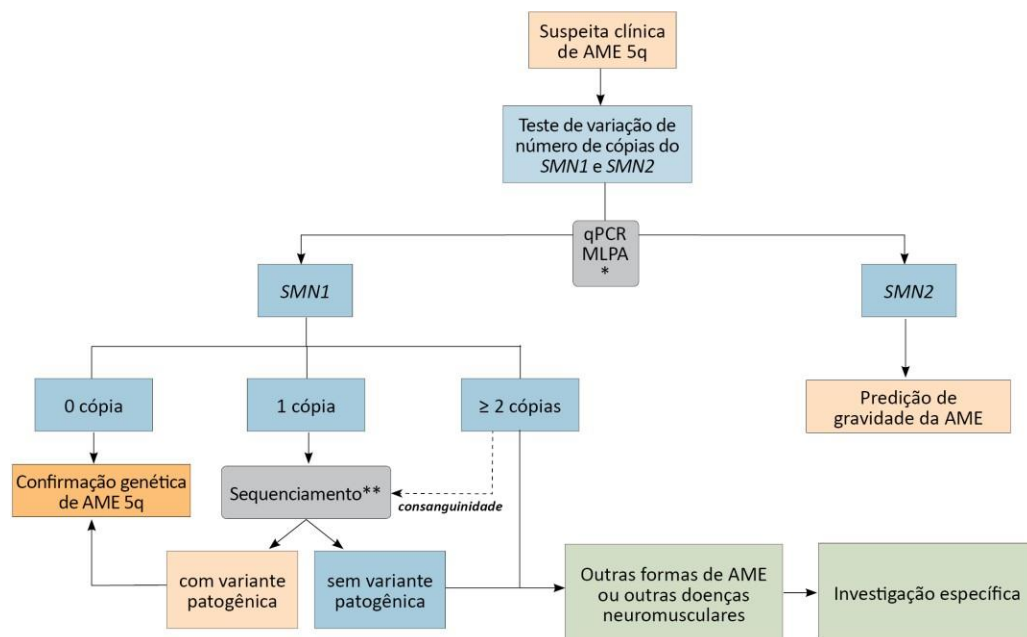 Suspeita clínica
de AME 5q
Teste de variação de
número de cópias do
SMN1 e SMN2
qPCR
MLPA
*
SMN1
SMN2
0 cópia
1 cópia
≥ 2 cópias
Predição de
gravidade da AME
Confirmação genética
de AME 5q
Sequenciamento**
consanguinidade
com variante
patogênica
sem variante
patogênica
Outras formas de AME
ou outras doenças
neuromusculares
Investigação específica